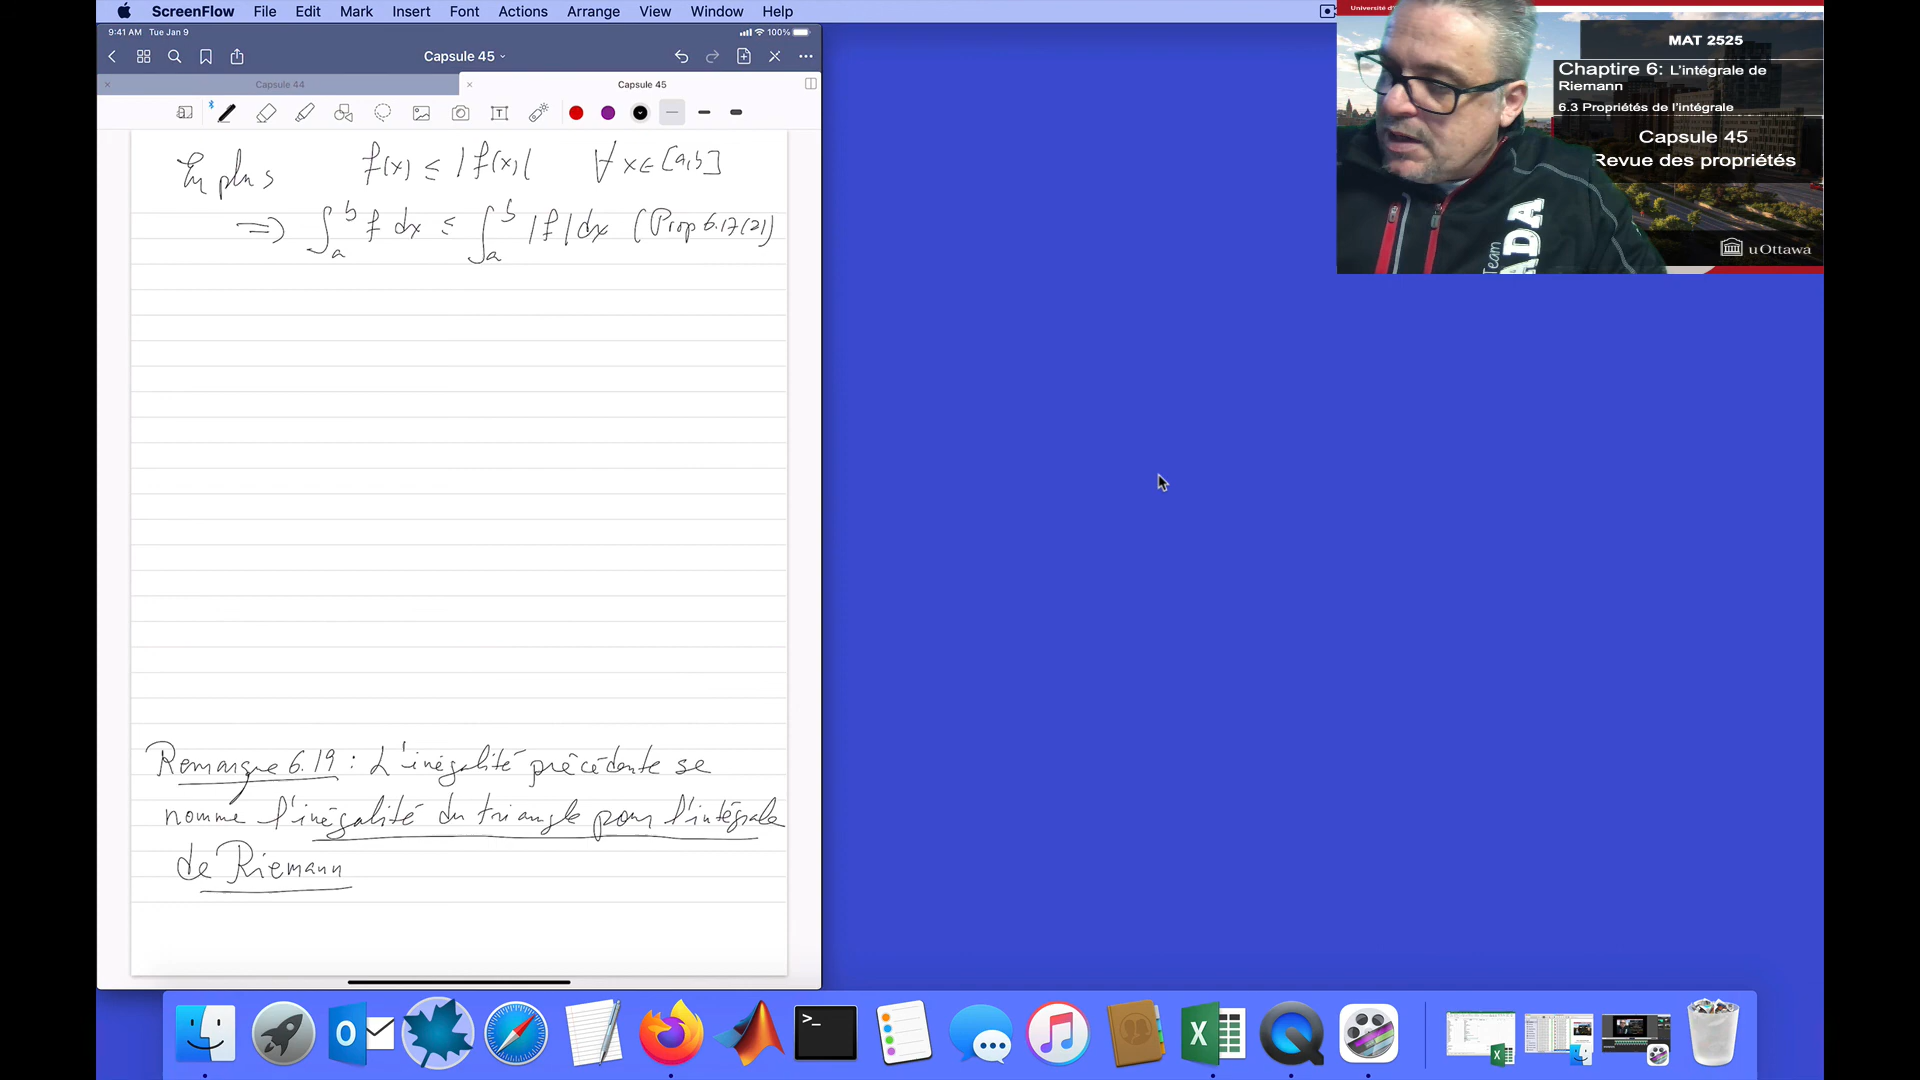 ScreenFlow File Edit Mark Insert Font Actions Arrange View Window Help
9:41 AM Tue Jan 9
100%
Capsule 45
Capsule 44
Capsule 45
En plus f(x) ≤ |f(x)| ∀ x ∈ [a,b]
⇒ ∫_a^b f dx ≤ ∫_a^b |f| dx (Prop 6.17(2))
Remarque 6.19 : L'inégalité précédente se
nomme l'inégalité du triangle pour l'intégrale
de Riemann
MAT 2525
Chaptire 6: L'intégrale de
Riemann
6.3 Propriétés de l'intégrale
Capsule 45
Revue des propriétés
uOttawa
Team
ADA